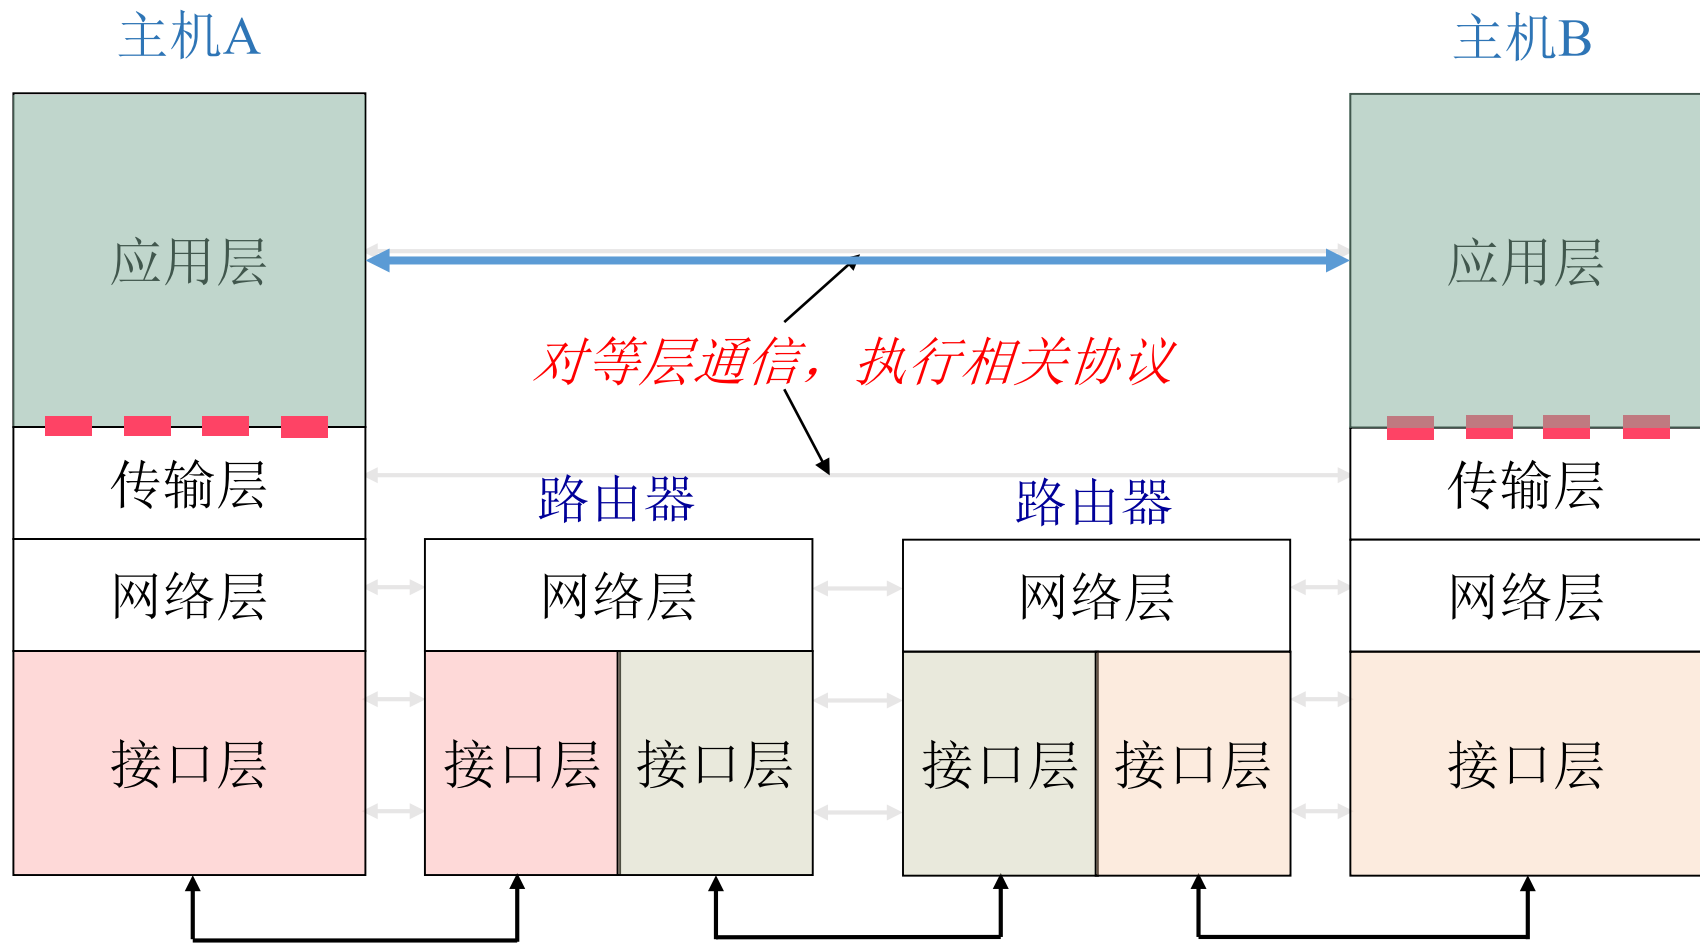 主机A
主机B
应用层
应用层
对等层通信，执行相关协议
传输层
路由器
路由器
传输层
网络层
网络层
网络层
网络层
接口层
接口层
接口层
接口层
接口层
接口层